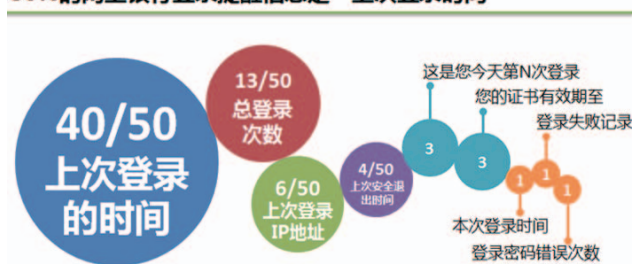 40/50
上次登录
的时间
13/50
总登录
次数
6/50
上次登录
IP地址
4/50
上次安全退
出时间
这是您今天第N次登录
3
您的证书有效期至
3
登录失败记录
1
1
1
本次登录时间
登录密码错误次数